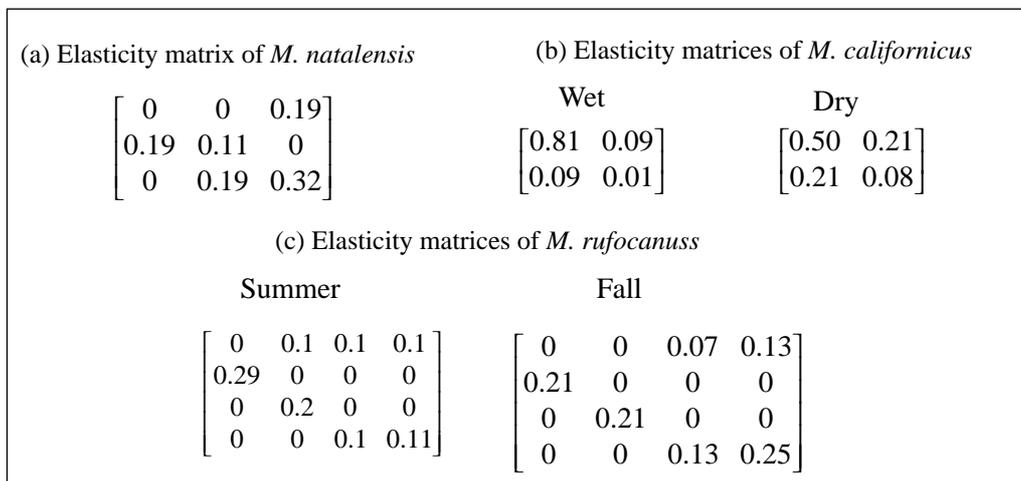 (a) Elasticity matrix of M. natalensis
0 0 0.19
0.19 0.11 0
0 0.19 0.32
(b) Elasticity matrices of M. californicus
Wet
0.81 0.09
0.09 0.01
Dry
0.50 0.21
0.21 0.08
(c) Elasticity matrices of M. rufocanuss
Summer
0 0.1 0.1 0.1
0.29 0 0 0
0 0.2 0 0
0 0 0.1 0.11
Fall
0 0 0.07 0.13
0.21 0 0 0
0 0.21 0 0
0 0 0.13 0.25